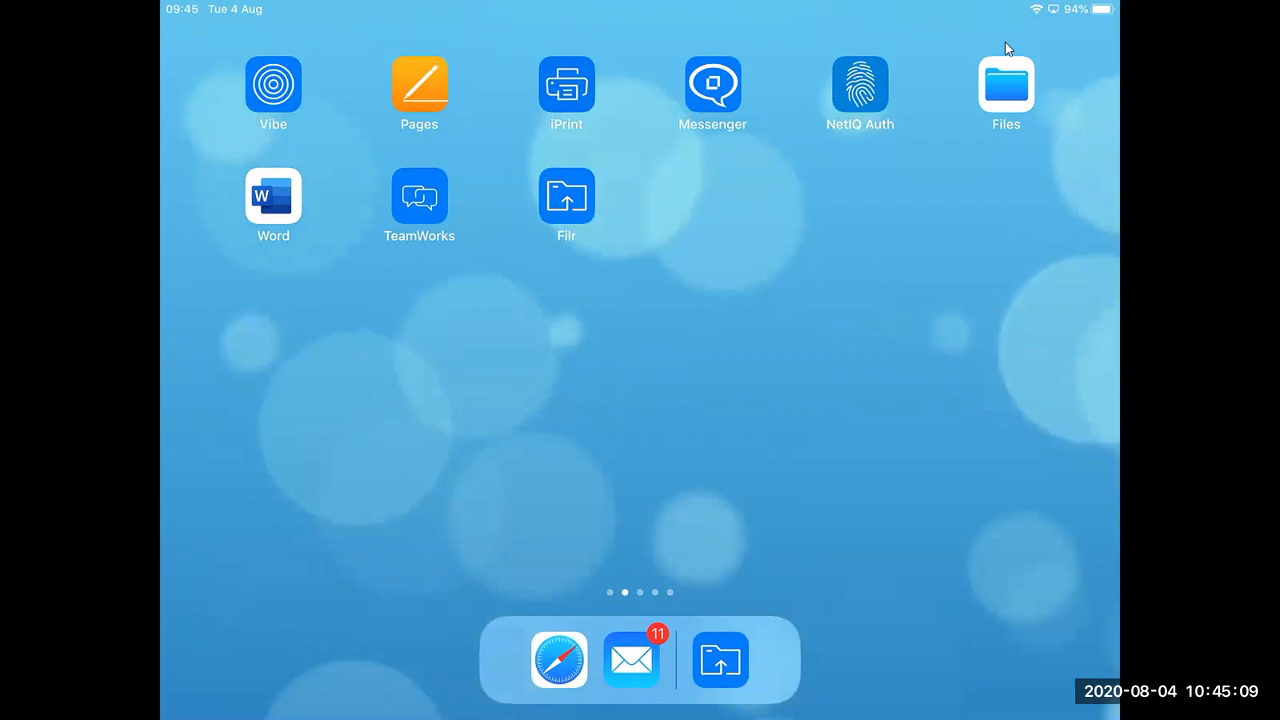 09:45 Tue 4 Aug 94%
Vibe Pages iPrint Messenger NetIQ Auth Files
W
Word TeamWorks Filr
11
2020-08-04 10:45:09